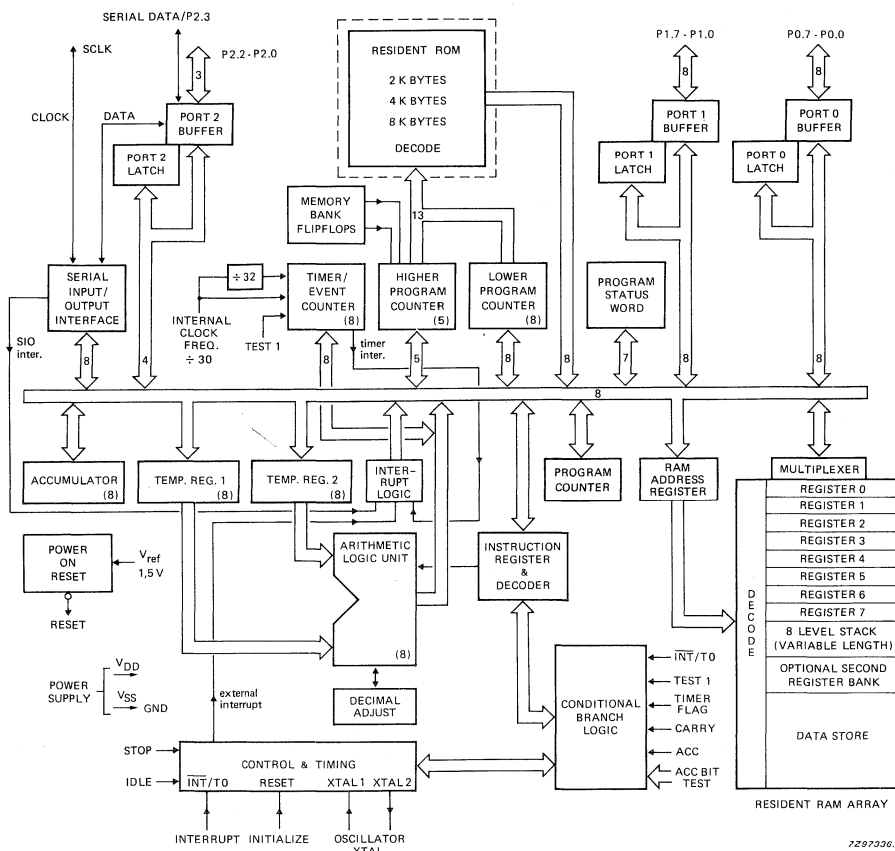 SERIAL DATA/P2.3
SCLK
P2.2 - P2.0
3
CLOCK
DATA
PORT 2
BUFFER
PORT 2
LATCH
RESIDENT ROM
2 K BYTES
4 K BYTES
8 K BYTES
DECODE
P1.7 - P1.0
8
PORT 1
BUFFER
PORT 1
LATCH
P0.7 - P0.0
8
PORT 0
BUFFER
PORT 0
LATCH
MEMORY
BANK
FLIPFLOPS
13
SERIAL
INPUT/
OUTPUT
INTERFACE
÷ 32
TIMER/
EVENT
COUNTER
(8)
HIGHER
PROGRAM
COUNTER
(5)
LOWER
PROGRAM
COUNTER
(8)
PROGRAM
STATUS
WORD
INTERNAL
CLOCK
FREQ.
÷ 30
TEST 1
timer
inter.
SIO
inter.
8
4
8
5
8
8
7
8
8
8
ACCUMULATOR
(8)
TEMP. REG. 1
(8)
TEMP. REG. 2
(8)
INTER-
RUPT
LOGIC
PROGRAM
COUNTER
RAM
ADDRESS
REGISTER
MULTIPLEXER
REGISTER 0
REGISTER 1
REGISTER 2
REGISTER 3
REGISTER 4
REGISTER 5
REGISTER 6
REGISTER 7
8 LEVEL STACK
(VARIABLE LENGTH)
OPTIONAL SECOND
REGISTER BANK
DATA STORE
DECODE
RESIDENT RAM ARRAY
POWER
ON
RESET
Vref
1,5 V
RESET
ARITHMETIC
LOGIC UNIT
(8)
INSTRUCTION
REGISTER
&
DECODER
DECIMAL
ADJUST
POWER
SUPPLY
VDD
VSS
GND
external
interrupt
CONDITIONAL
BRANCH
LOGIC
INT/T0
TEST 1
TIMER
FLAG
CARRY
ACC
ACC BIT
TEST
STOP
IDLE
CONTROL & TIMING
INT/T0
RESET
XTAL 1
XTAL 2
INTERRUPT
INITIALIZE
OSCILLATOR
XTAL